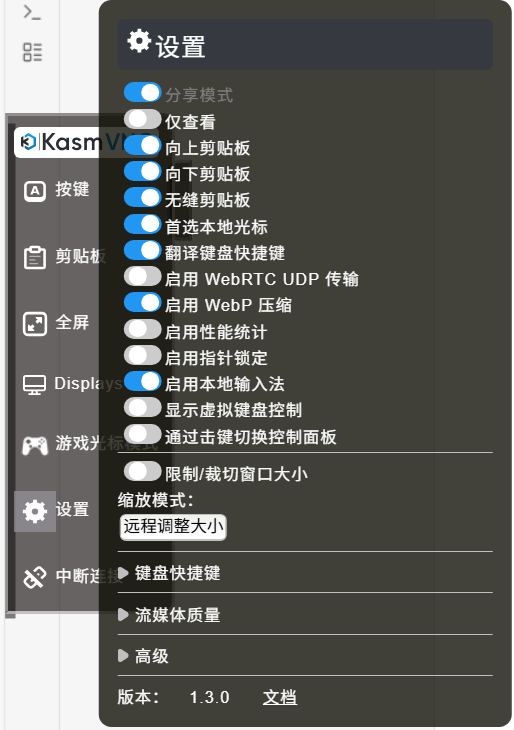 设置
分享模式
仅查看
KasmVNC
向上剪贴板
向下剪贴板
按键
无缝剪贴板
首选本地光标
翻译键盘快捷键
剪贴板
启用 WebRTC UDP 传输
启用 WebP 压缩
全屏
启用性能统计
启用指针锁定
Displays
启用本地输入法
显示虚拟键盘控制
通过击键切换控制面板
游戏光标模式
限制/裁切窗口大小
缩放模式:
设置
远程调整大小
键盘快捷键
中断连接
流媒体质量
高级
版本: 1.3.0 文档